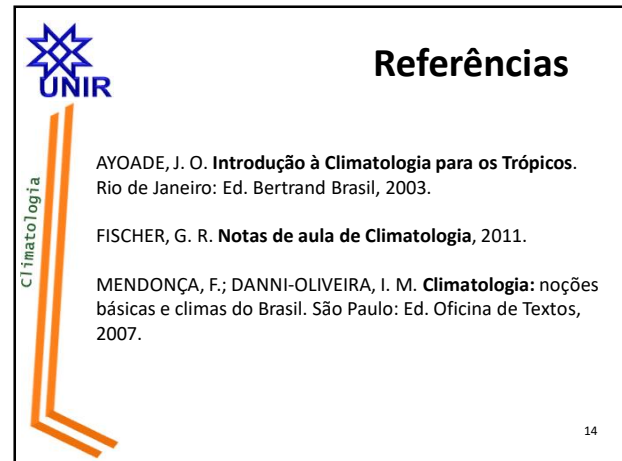 UNIR
Referências
Climatologia
AYOADE, J. O. Introdução à Climatologia para os Trópicos.
Rio de Janeiro: Ed. Bertrand Brasil, 2003.
FISCHER, G. R. Notas de aula de Climatologia, 2011.
MENDONÇA, F.; DANNI-OLIVEIRA, I. M. Climatologia: noções
básicas e climas do Brasil. São Paulo: Ed. Oficina de Textos,
2007.
14